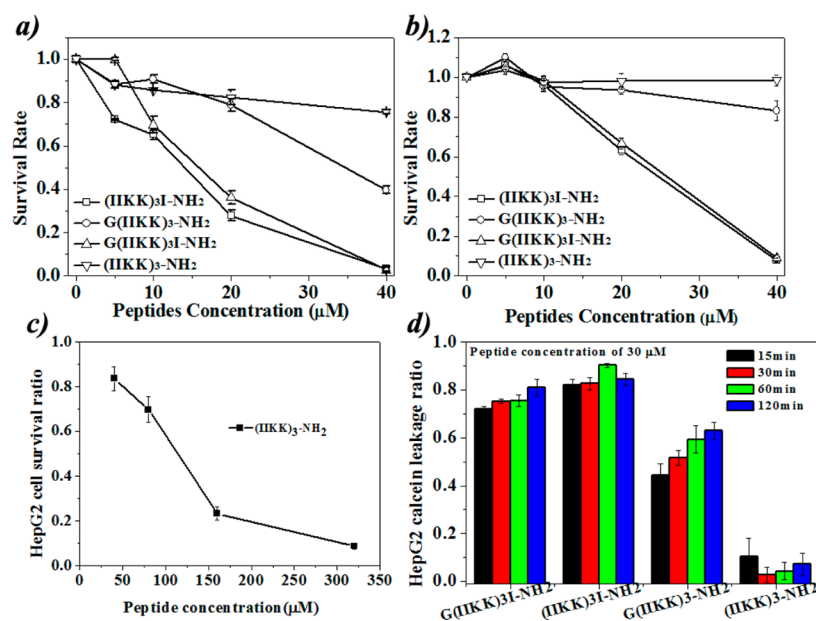 a)
1.0
0.8
0.6
0.4
0.2
0.0
Survival Rate
(IIKK)3I-NH2
G(IIKK)3-NH2
G(IIKK)3I-NH2
(IIKK)3-NH2
0 10 20 30 40
Peptides Concentration (μM)
b)
1.2
1.0
0.8
0.6
0.4
0.2
0.0
Survival Rate
(IIKK)3I-NH2
G(IIKK)3-NH2
G(IIKK)3I-NH2
(IIKK)3-NH2
0 10 20 30 40
Peptides Concentration (μM)
c)
1.0
0.8
0.6
0.4
0.2
0.0
HepG2 cell survival ratio
(IIKK)3-NH2
0 50 100 150 200 250 300 350
Peptide concentration(μM)
d)
Peptide concentration of 30 μM
15min
30min
60min
120min
1.0
0.8
0.6
0.4
0.2
0.0
HepG2 calcein leakage ratio
G(IIKK)3I-NH2
(IIKK)3I-NH2
G(IIKK)3-NH2
(IIKK)3-NH2